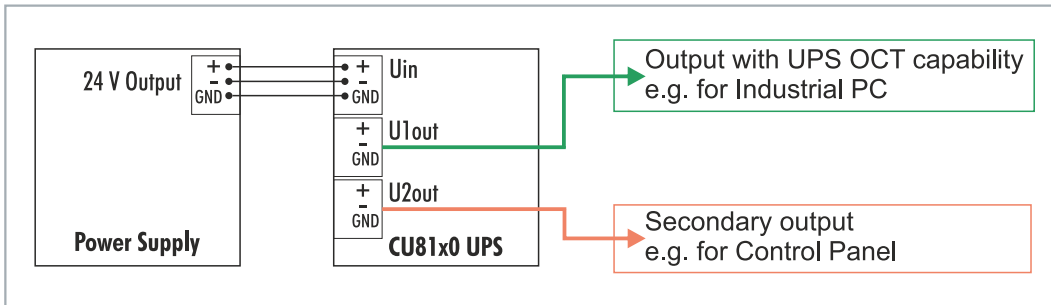 24 V Output
+
-
GND
Power Supply
+
-
GND
Uin
+
-
GND
U1out
+
-
GND
U2out
CU81x0 UPS
Output with UPS OCT capability
e.g. for Industrial PC
Secondary output
e.g. for Control Panel